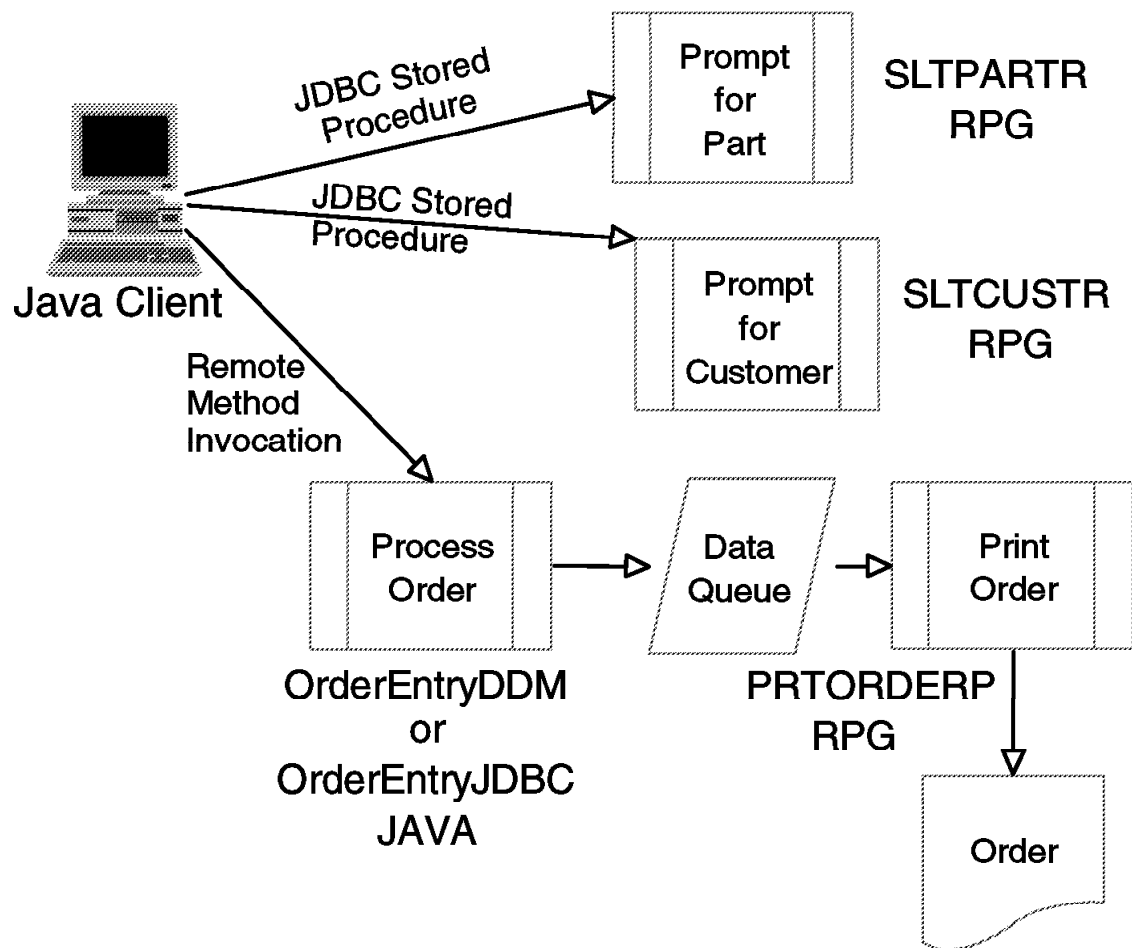 JDBC Stored
Procedure
Prompt
for
Part
SLTPARTR
RPG
Java Client
JDBC Stored
Procedure
Prompt
for
Customer
SLTCUSTR
RPG
Remote
Method
Invocation
Process
Order
Data
Queue
Print
Order
OrderEntryDDM
or
OrderEntryJDBC
JAVA
PRTORDERP
RPG
Order